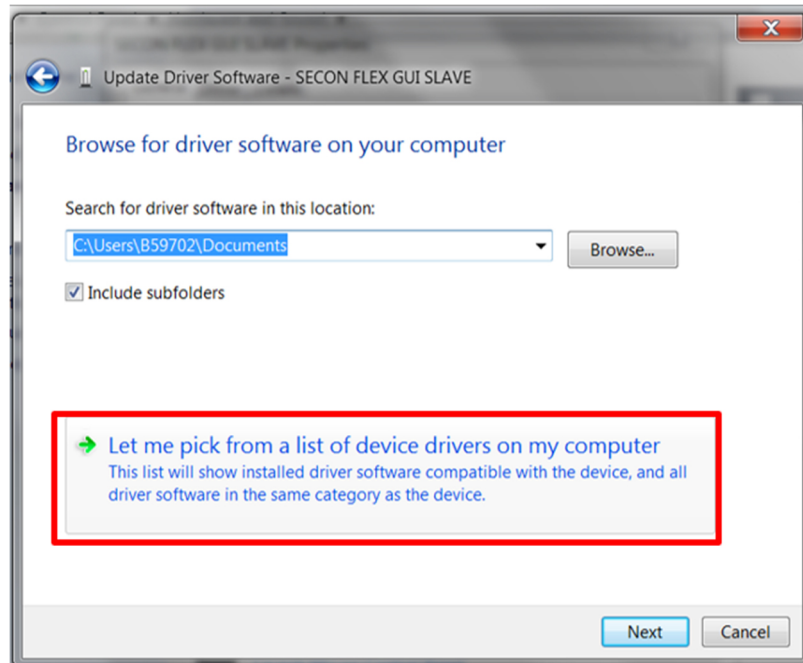 Update Driver Software - SECON FLEX GUI SLAVE
Browse for driver software on your computer
Search for driver software in this location:
C:\Users\B59702\Documents
Browse...
Include subfolders
Let me pick from a list of device drivers on my computer
This list will show installed driver software compatible with the device, and all
driver software in the same category as the device.
Next
Cancel